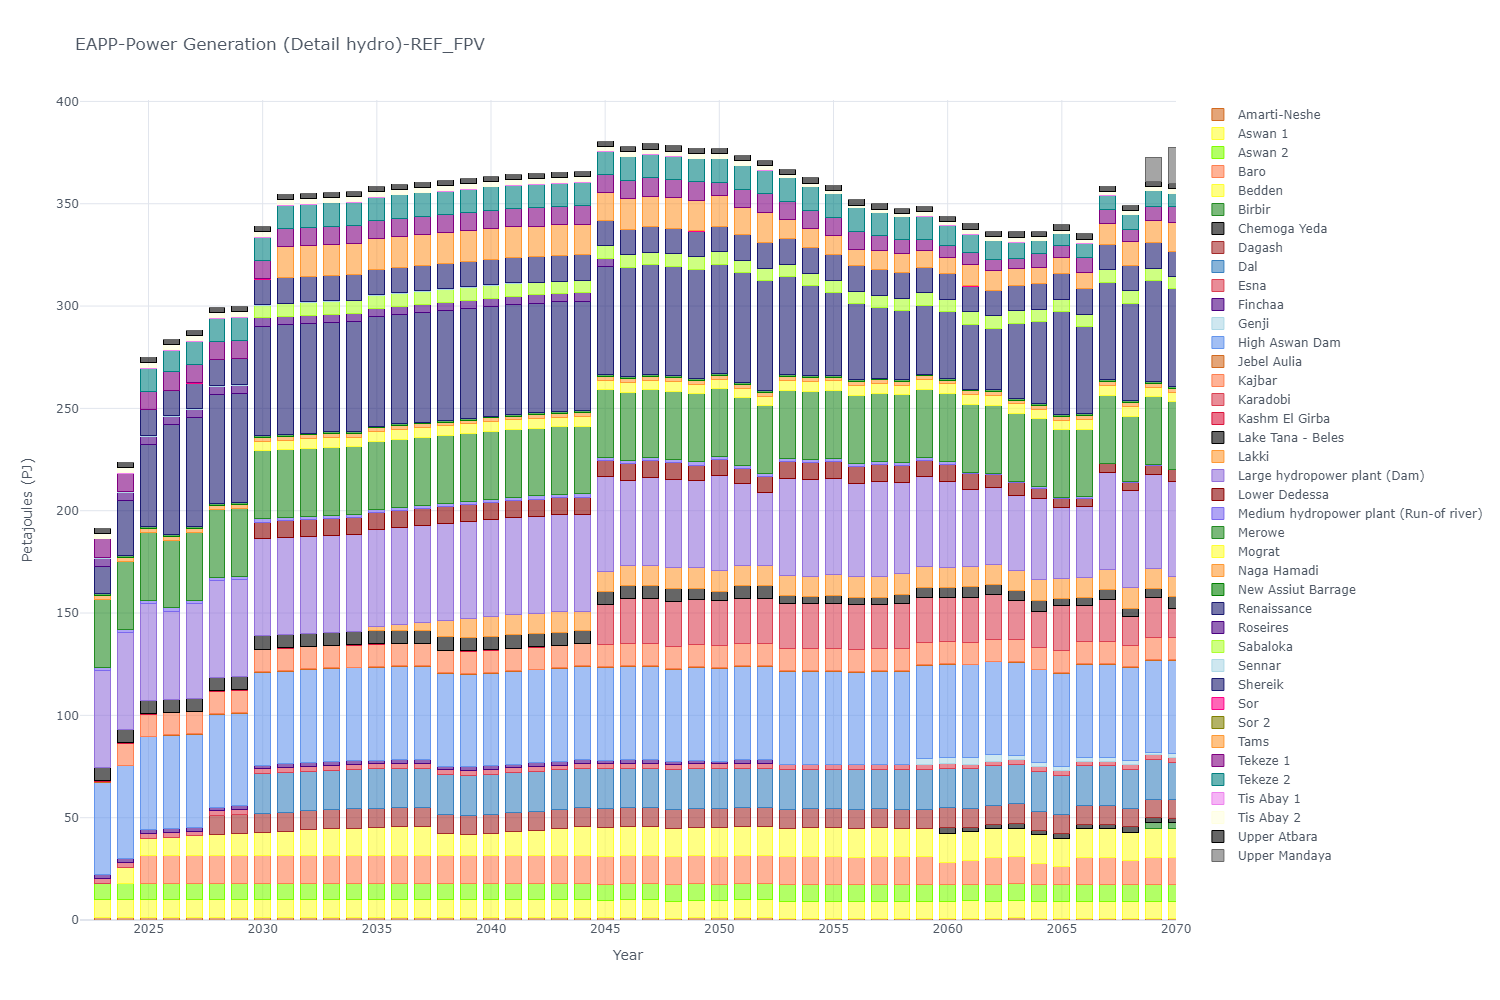 EAPP-Power Generation (Detail hydro)-REF_FPV
400
350
300
250
200
150
100
50
0
Petajoules (PJ)
2025
2030
2035
2040
2045
2050
2055
2060
2065
2070
Year
Amarti-Neshe
Aswan 1
Aswan 2
Baro
Bedden
Birbir
Chemoga Yeda
Dagash
Dal
Esna
Finchaa
Genji
High Aswan Dam
Jebel Aulia
Kajbar
Karadobi
Kashm El Girba
Lake Tana - Beles
Lakki
Large hydropower plant (Dam)
Lower Dedessa
Medium hydropower plant (Run-of river)
Merowe
Mograt
Naga Hamadi
New Assiut Barrage
Renaissance
Roseires
Sabaloka
Sennar
Shereik
Sor
Sor 2
Tams
Tekeze 1
Tekeze 2
Tis Abay 1
Tis Abay 2
Upper Atbara
Upper Mandaya